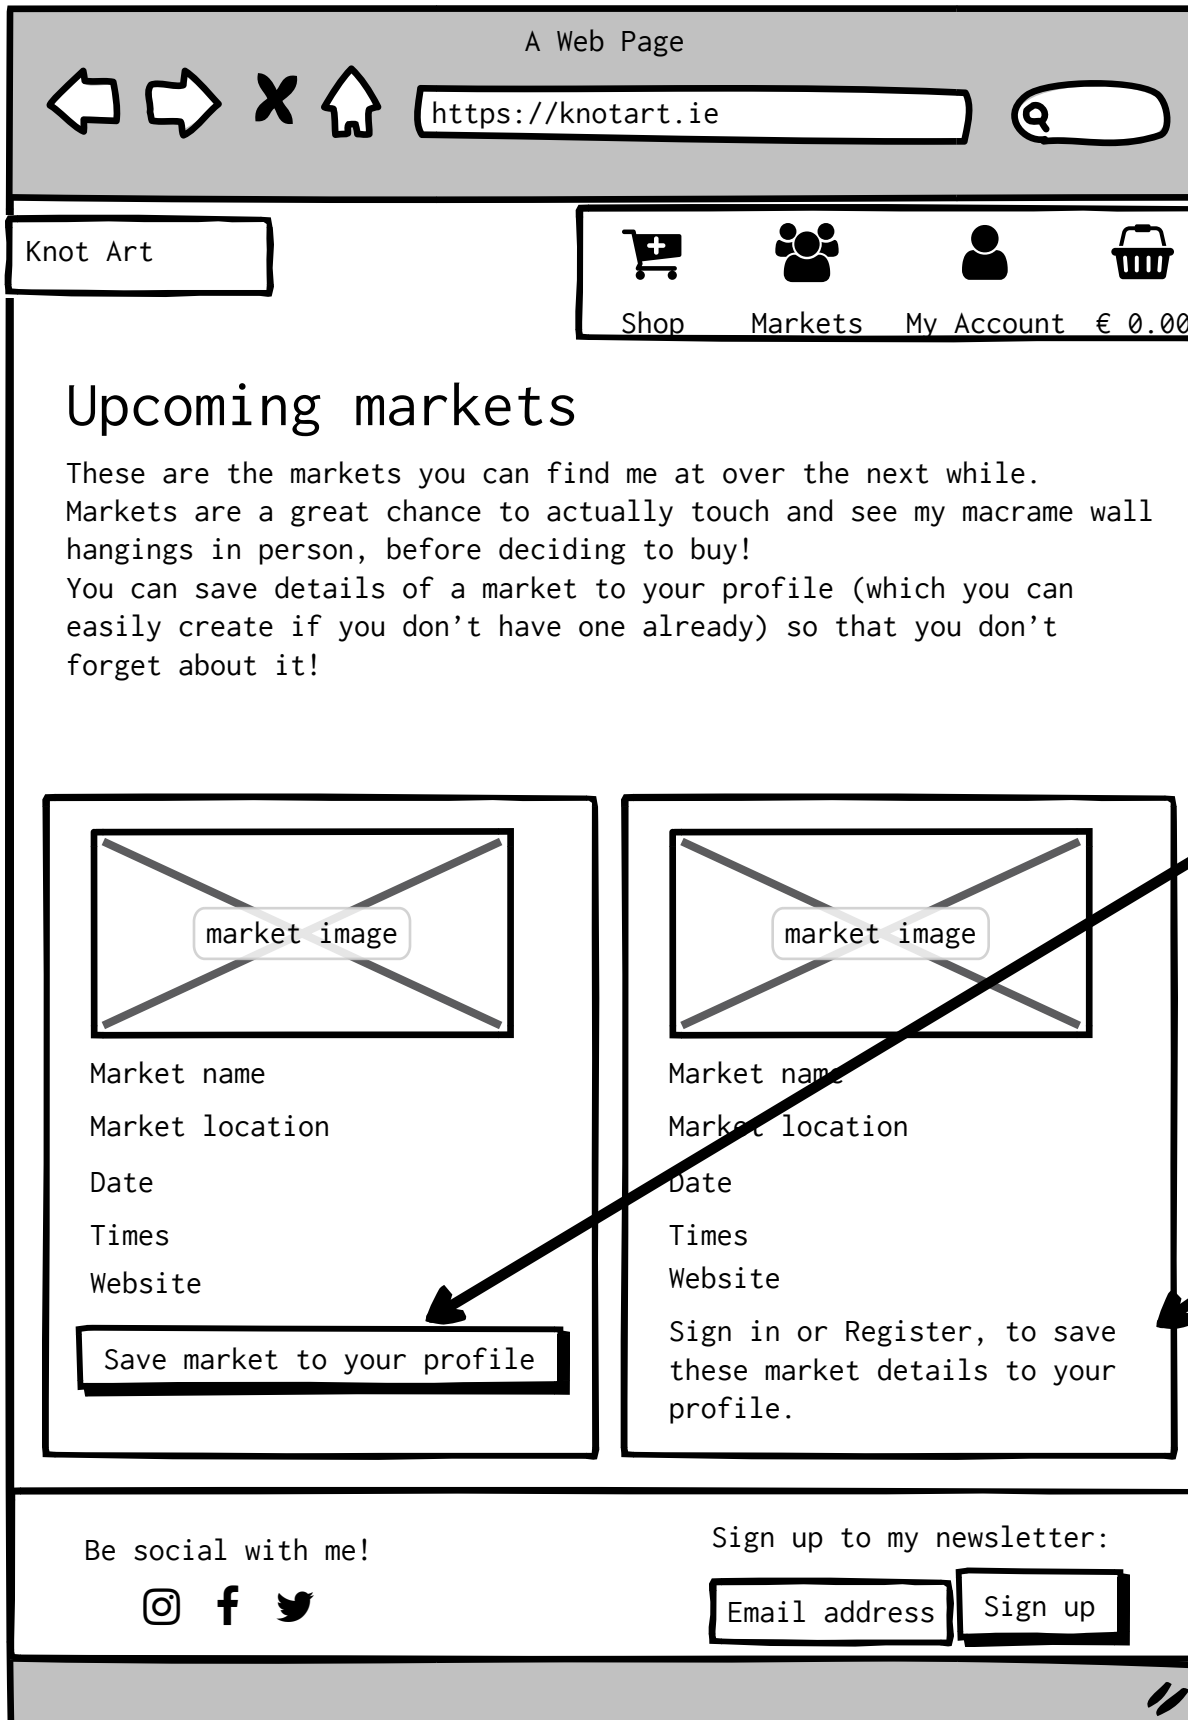 A Web Page
https://knotart.ie
Knot Art
Shop
Markets
My Account
€ 0.00
Upcoming markets
These are the markets you can find me at over the next while.
Markets are a great chance to actually touch and see my macrame wall
hangings in person, before deciding to buy!
You can save details of a market to your profile (which you can
easily create if you don’t have one already) so that you don’t
forget about it!
market image
Market name
Market location
Date
Times
Website
Save market to your profile
market image
Market name
Market location
Date
Times
Website
Sign in or Register, to save
these market details to your
profile.
Be social with me!
Sign up to my newsletter:
Email address
Sign up